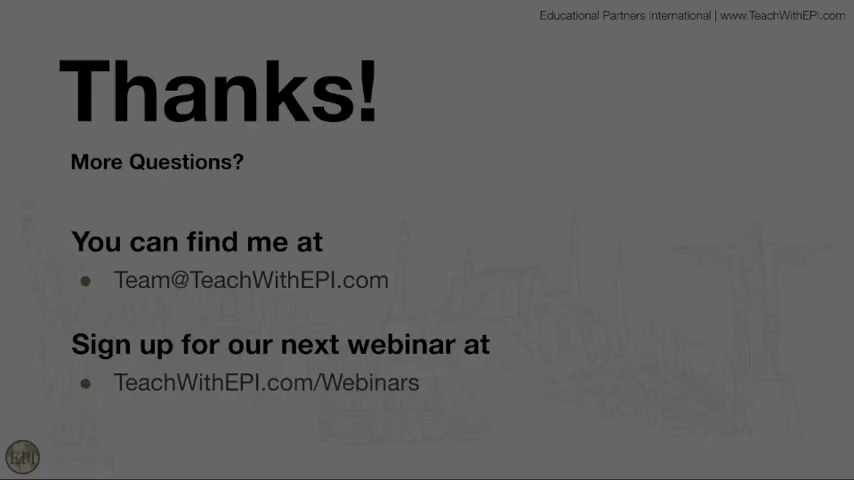 Educational Partners International | www.TeachWithEPI.com
Thanks!
More Questions?
You can find me at
Team@TeachWithEPI.com
Sign up for our next webinar at
TeachWithEPI.com/Webinars
EPI